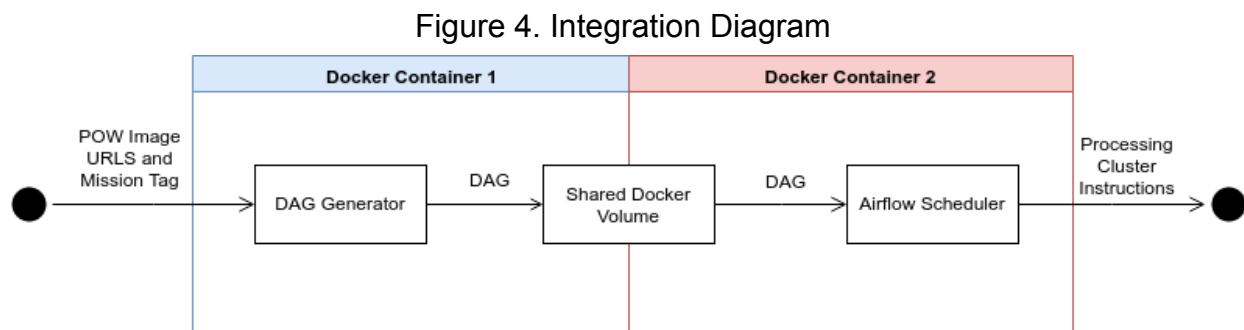 Figure 4. Integration Diagram
Docker Container 1
Docker Container 2
POW Image
URLS and
Mission Tag
DAG Generator
DAG
Shared Docker
Volume
DAG
Airflow Scheduler
Processing
Cluster
Instructions